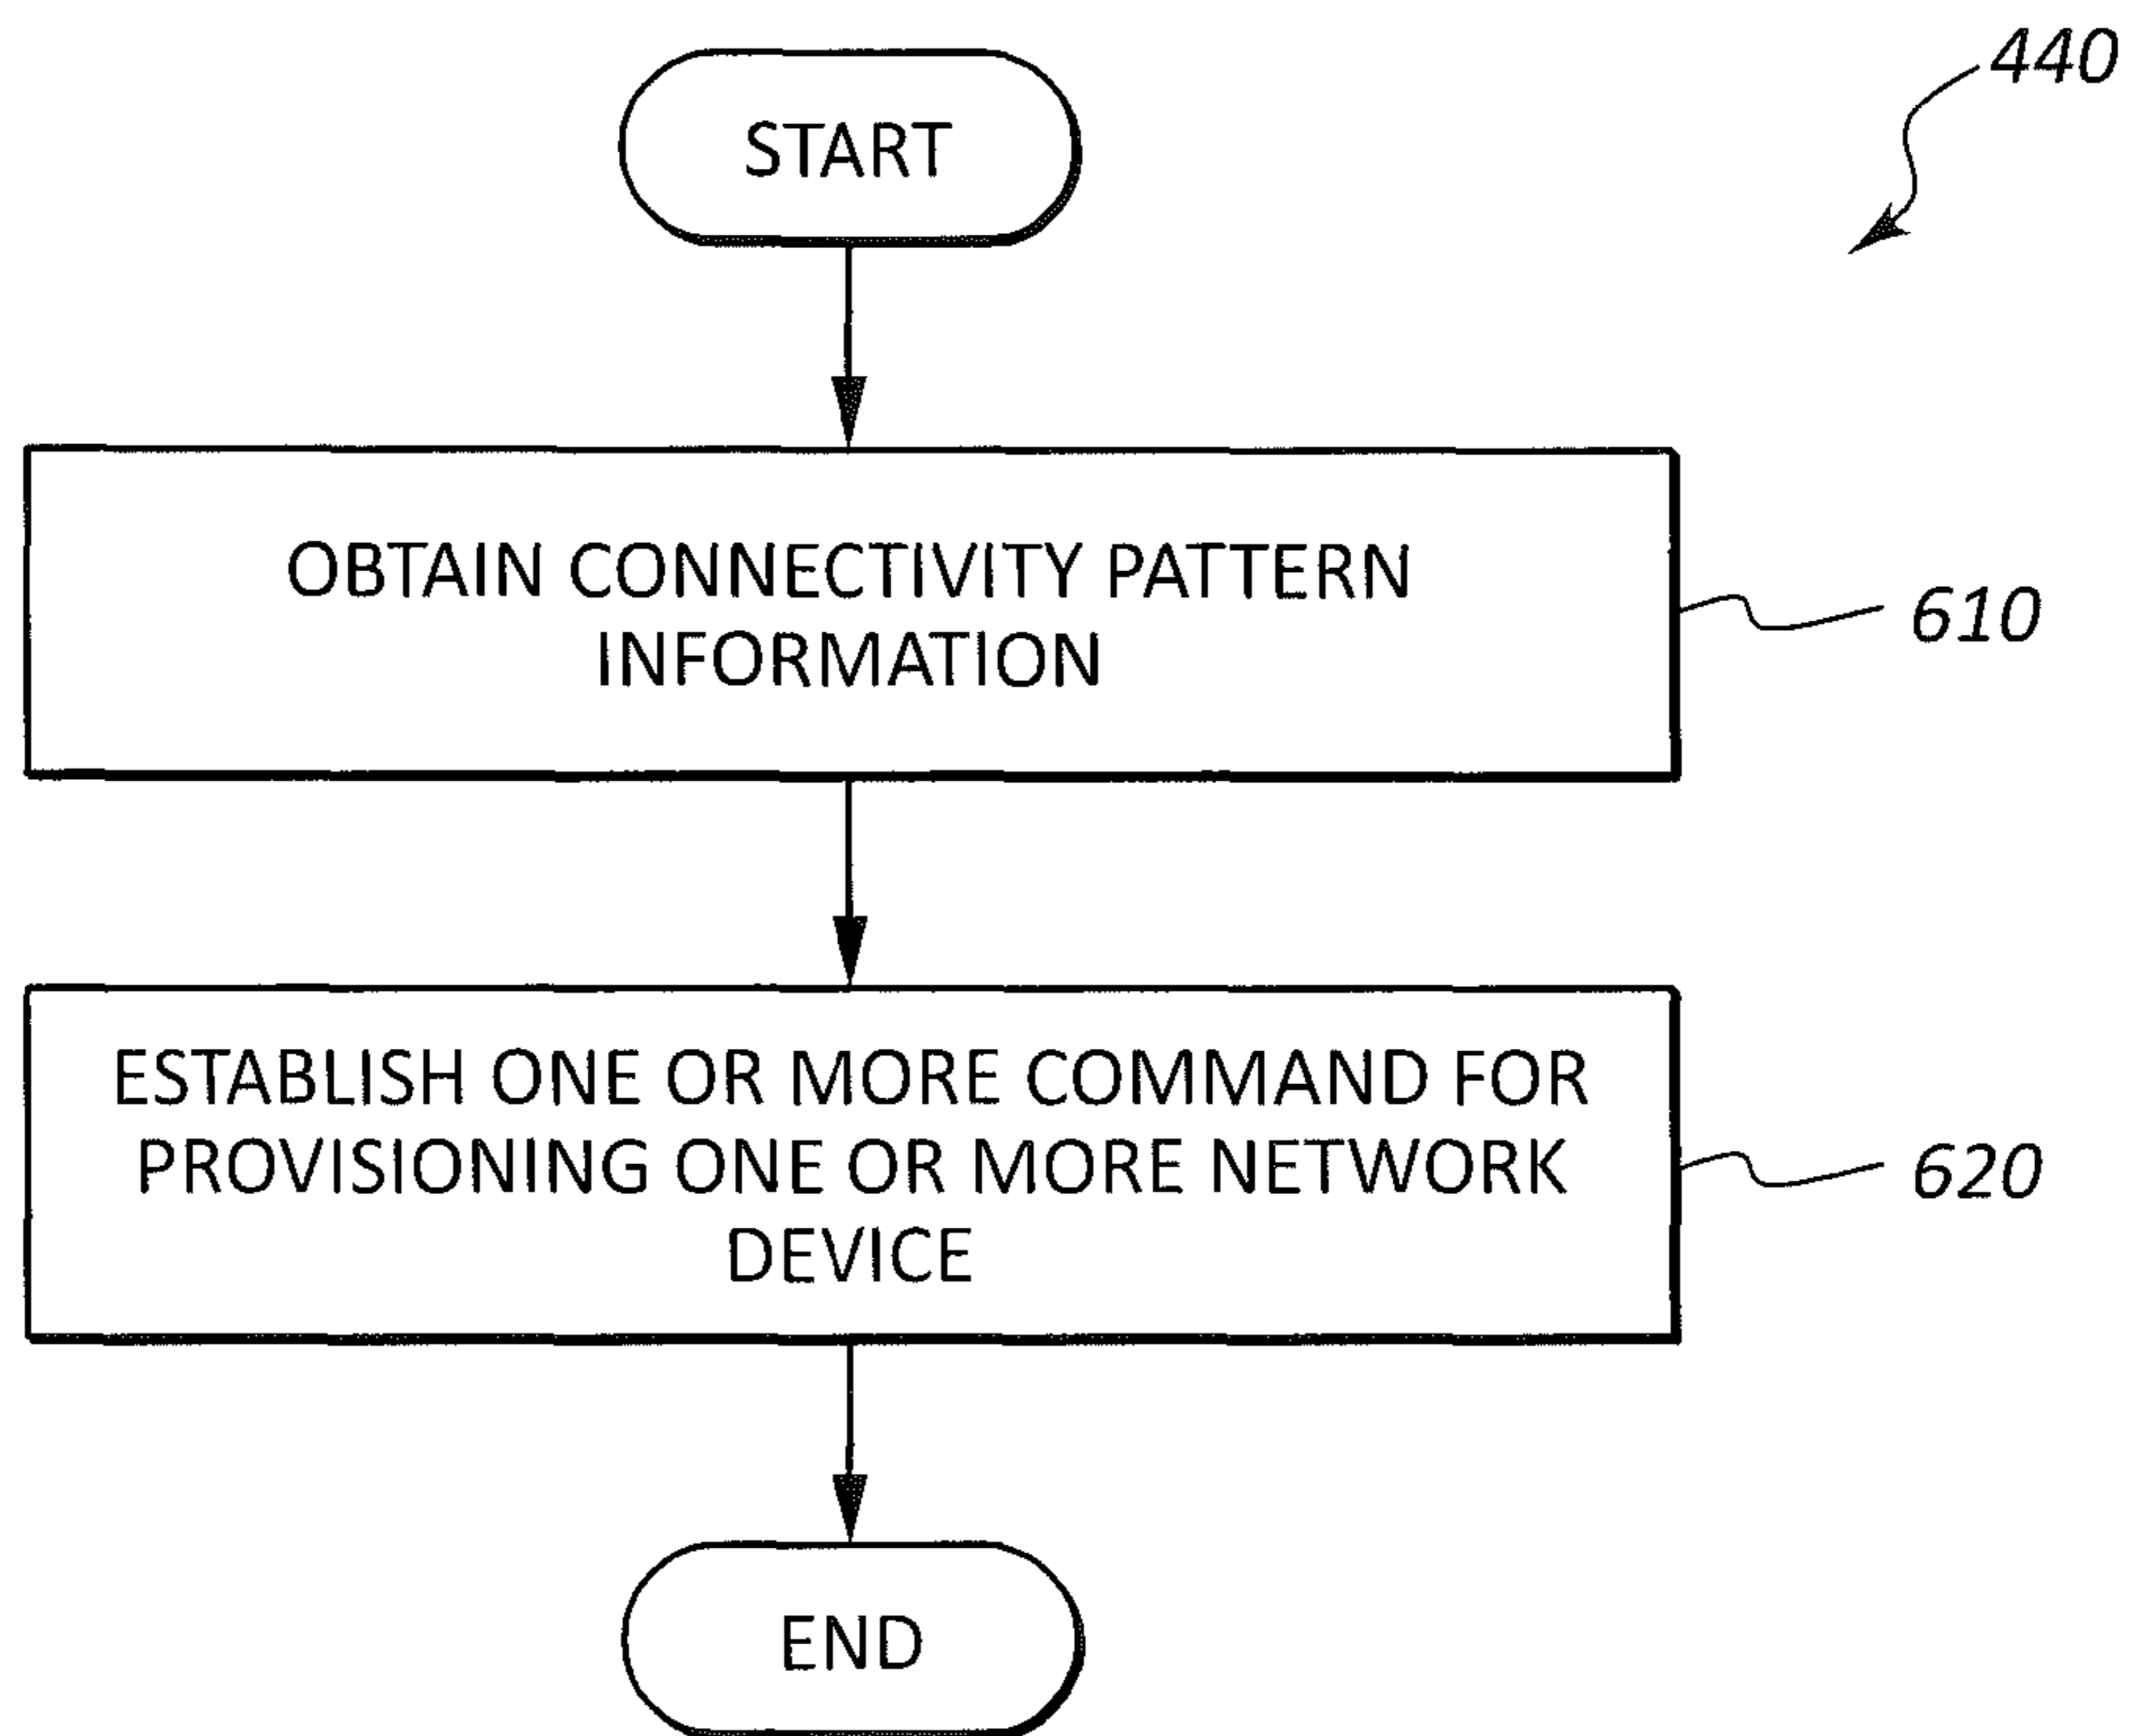 440
START
OBTAIN CONNECTIVITY PATTERN
INFORMATION
610
ESTABLISH ONE OR MORE COMMAND FOR
PROVISIONING ONE OR MORE NETWORK
DEVICE
620
END